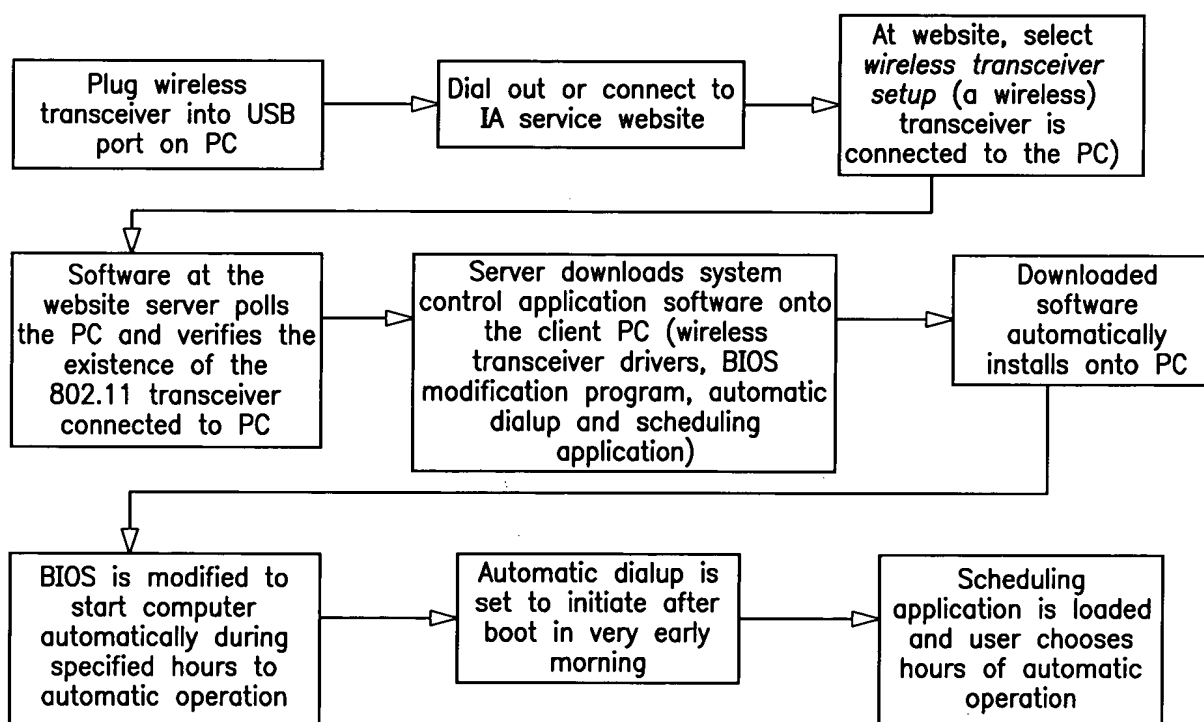 Plug wireless
transceiver into USB
port on PC
Dial out or connect to
IA service website
At website, select
wireless transceiver
setup (a wireless)
transceiver is
connected to the PC)
Software at the
website server polls
the PC and verifies the
existence of the
802.11 transceiver
connected to PC
Server downloads system
control application software onto
the client PC (wireless
transceiver drivers, BIOS
modification program, automatic
dialup and scheduling
application)
Downloaded
software
automatically
installs onto PC
BIOS is modified to
start computer
automatically during
specified hours to
automatic operation
Automatic dialup is
set to initiate after
boot in very early
morning
Scheduling
application is loaded
and user chooses
hours of automatic
operation